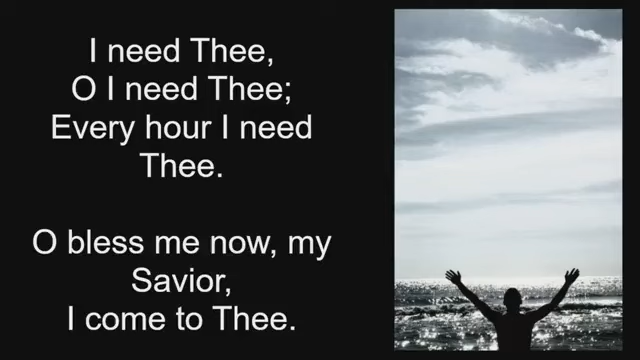 I need Thee,
O I need Thee;
Every hour I need
Thee.
O bless me now, my
Savior,
I come to Thee.